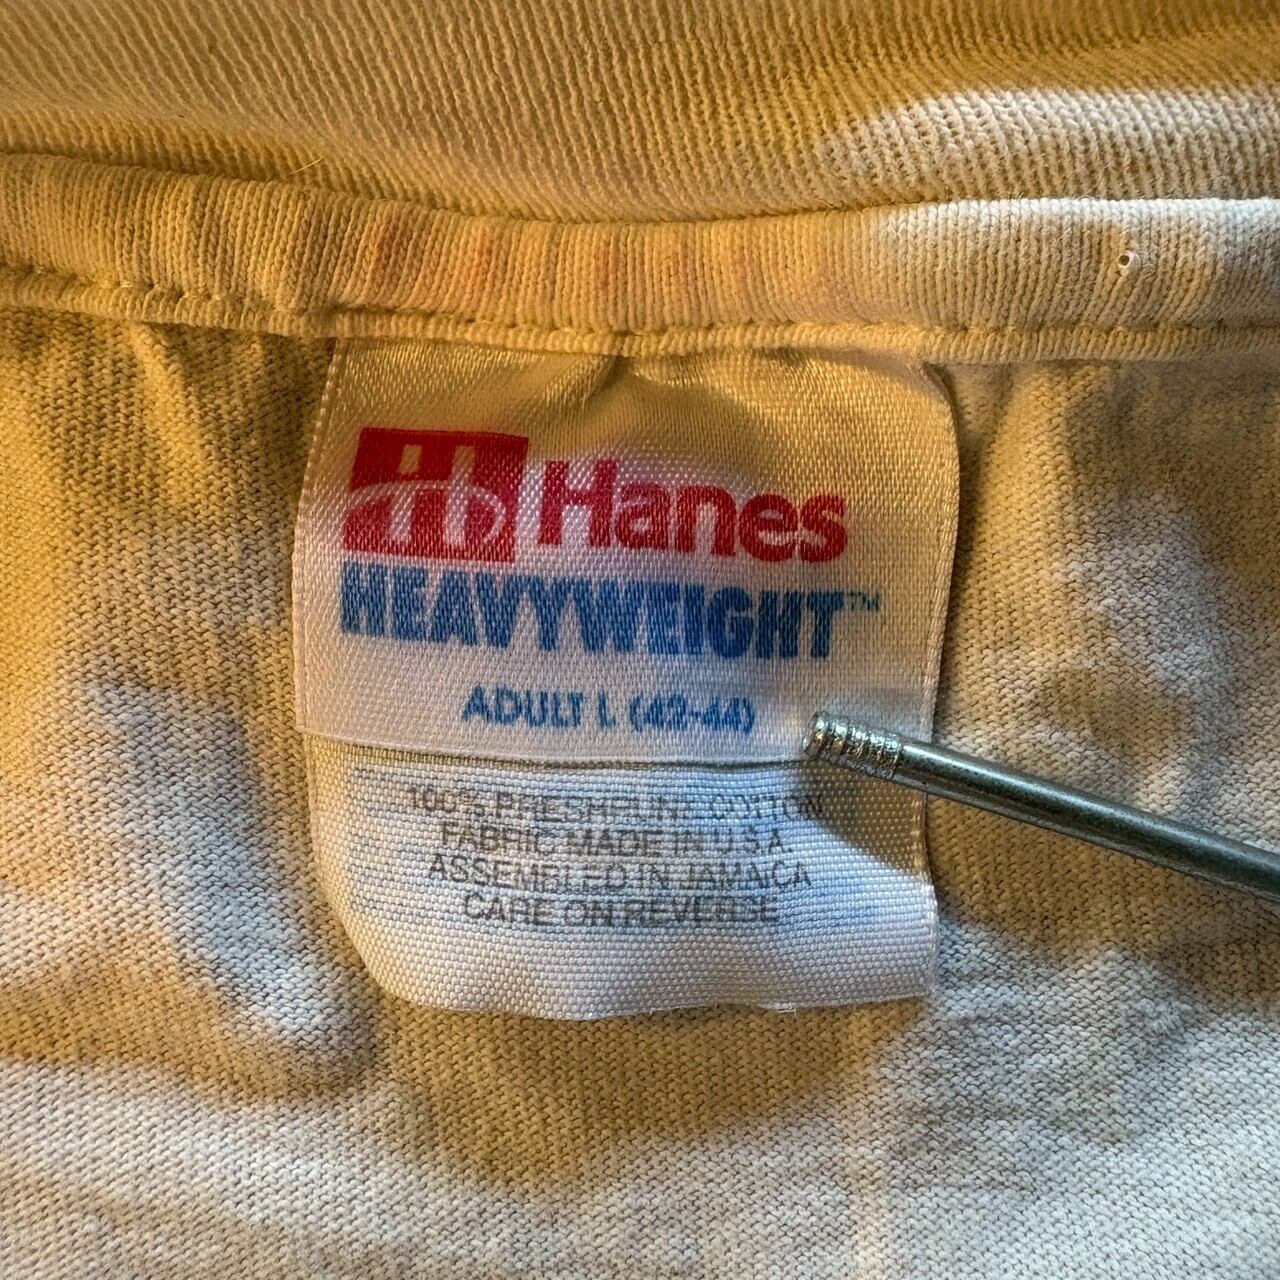 Hanes
HEAVYWEIGHT™
ADULT L (42-44)
100% PRESHRUNK COTTON
FABRIC MADE IN U.S.A.
ASSEMBLED IN JAMAICA
CARE ON REVERSE